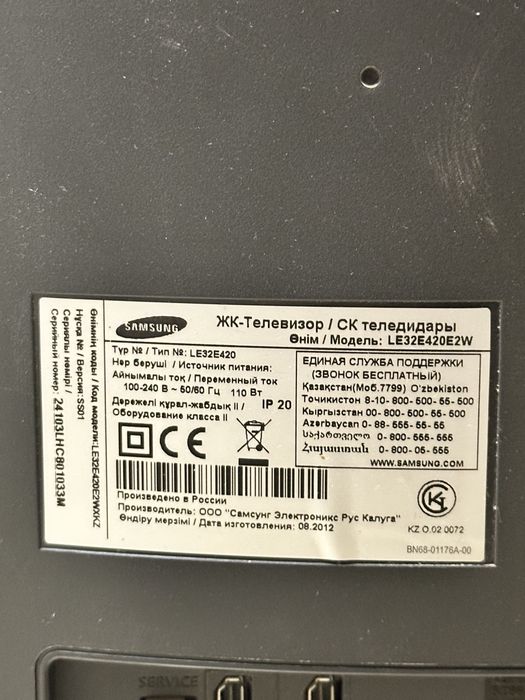 SAMSUNG
ЖК-Телевизор / СК теледидары
Өнім / Модель: LE32E420E2W
Түр № / Тип №: LE32E420
Нәр беруші / Источник питания:
Айнымалы ток / Переменный ток
100-240 В ~ 50/60 Гц 110 Вт
Дәрежелі құрал-жабдық II / IP 20
Оборудование класса II
ЕДИНАЯ СЛУЖБА ПОДДЕРЖКИ
(ЗВОНОК БЕСПЛАТНЫЙ)
Қазақстан(Моб.7799) O'zbekiston
Тоҷикистон 8-10-800-500-55-500
Кыргызстан 00-800-500-55-500
Azərbaycan 0-88-555-55-55
საქართველო 0-800-555-555
Հայաստան 0-800-05-555
WWW.SAMSUNG.COM
Произведено в России
Производитель: ООО "Самсунг Электроникс Рус Калуга"
Өндіру мерзімі / Дата изготовления: 08.2012
KZ O.02 0072
BN68-01176A-00
Өнімнің коды / Код модели: LE32E420E2WXKZ
Нұсқа № / Версия: SS01
Сериялы немірі /
Серийный номер: 24103LHC801033M
SERVICE